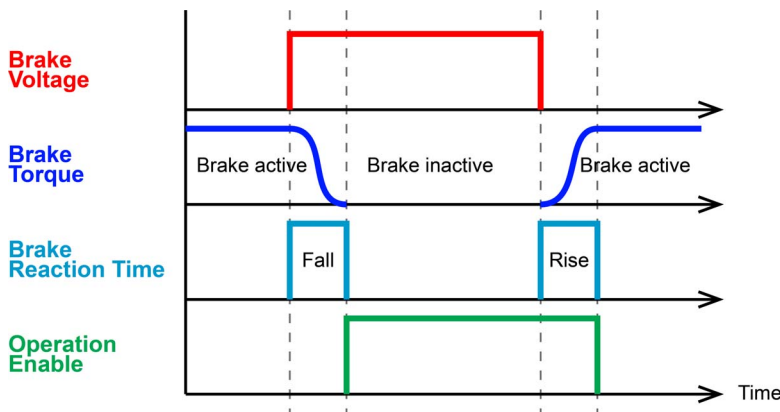 Brake
Voltage
Brake
Torque
Brake active
Brake inactive
Brake active
Brake
Reaction Time
Fall
Rise
Operation
Enable
Time